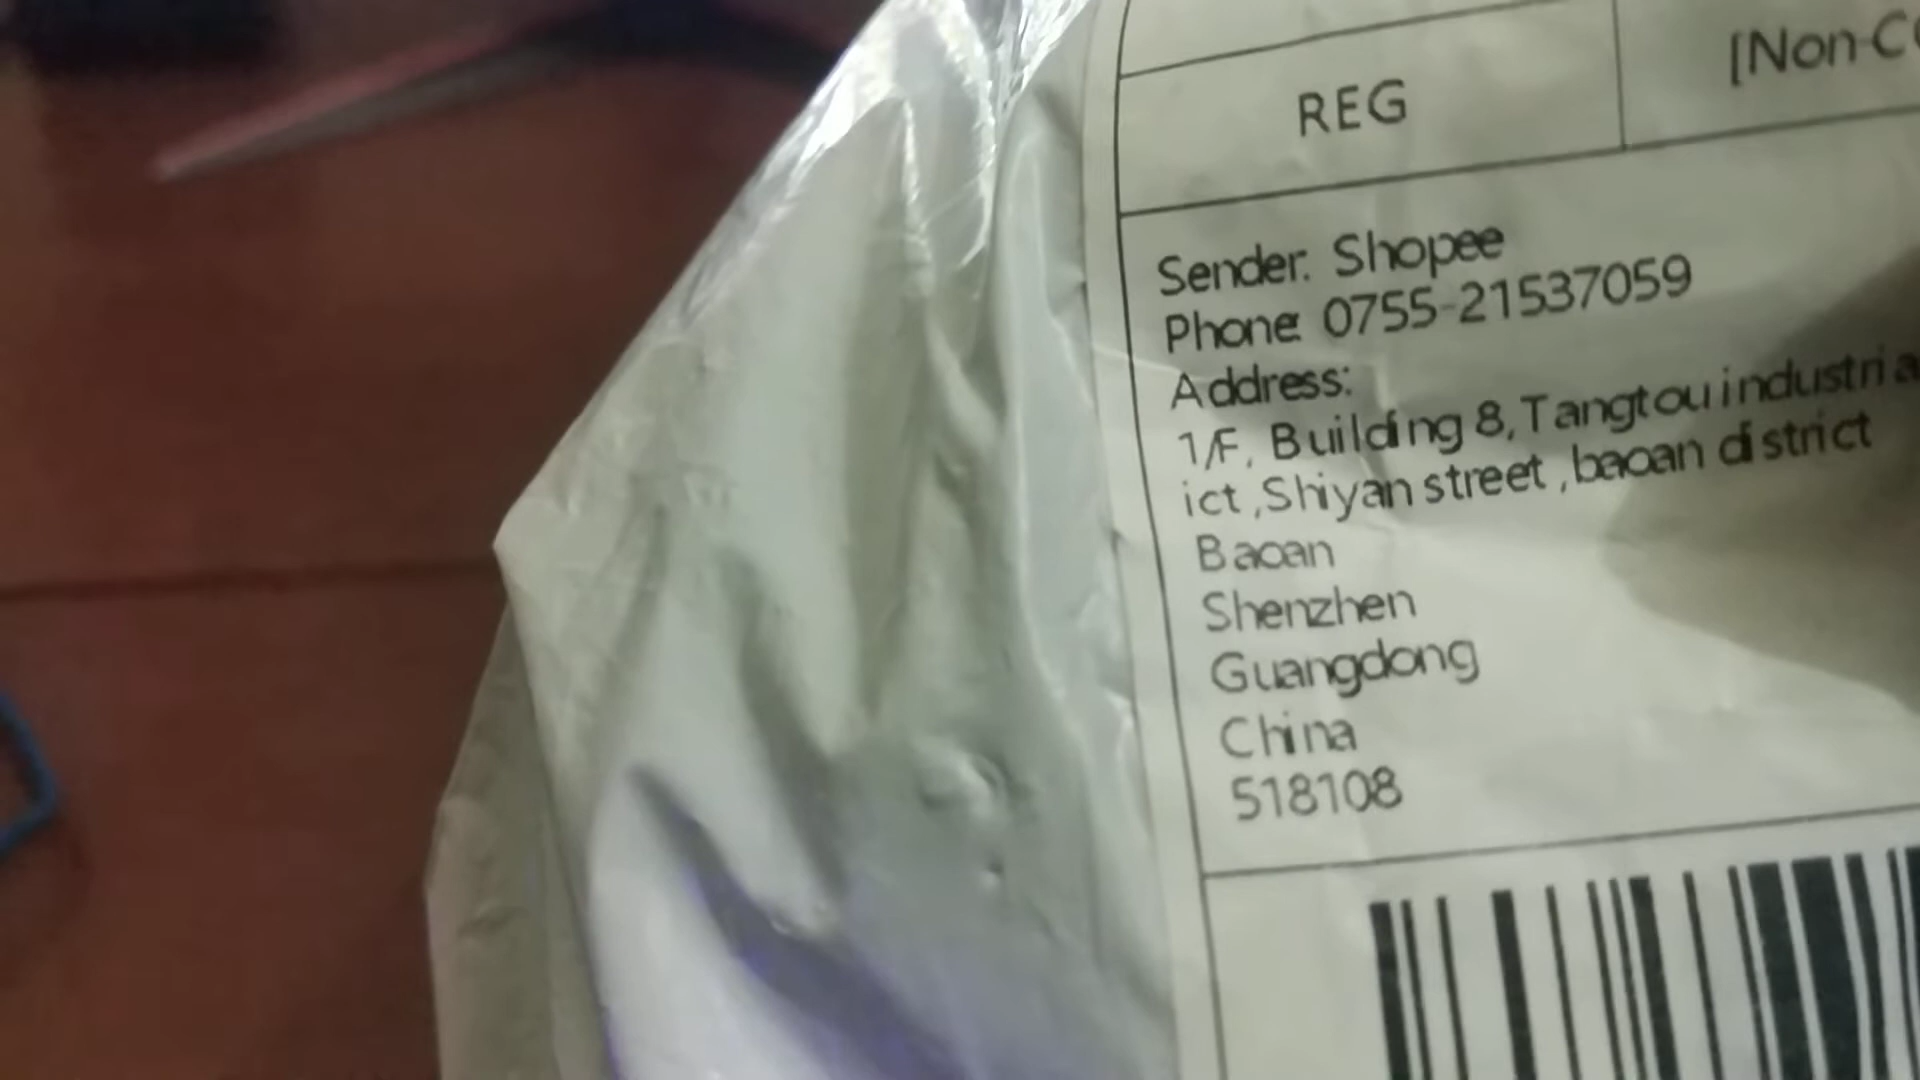 REG
[Non-C
Sender: Shopee
Phone: 0755-21537059
Address:
1/F, Building 8,Tangtou industria
ict ,Shiyan street ,baoan district
Baoan
Shenzhen
Guangdong
China
518108